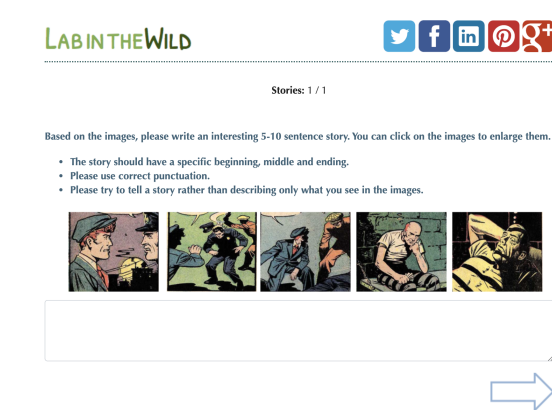 LAB IN THE WILD
Stories: 1 / 1
Based on the images, please write an interesting 5-10 sentence story. You can click on the images to enlarge them.
• The story should have a specific beginning, middle and ending.
• Please use correct punctuation.
• Please try to tell a story rather than describing only what you see in the images.